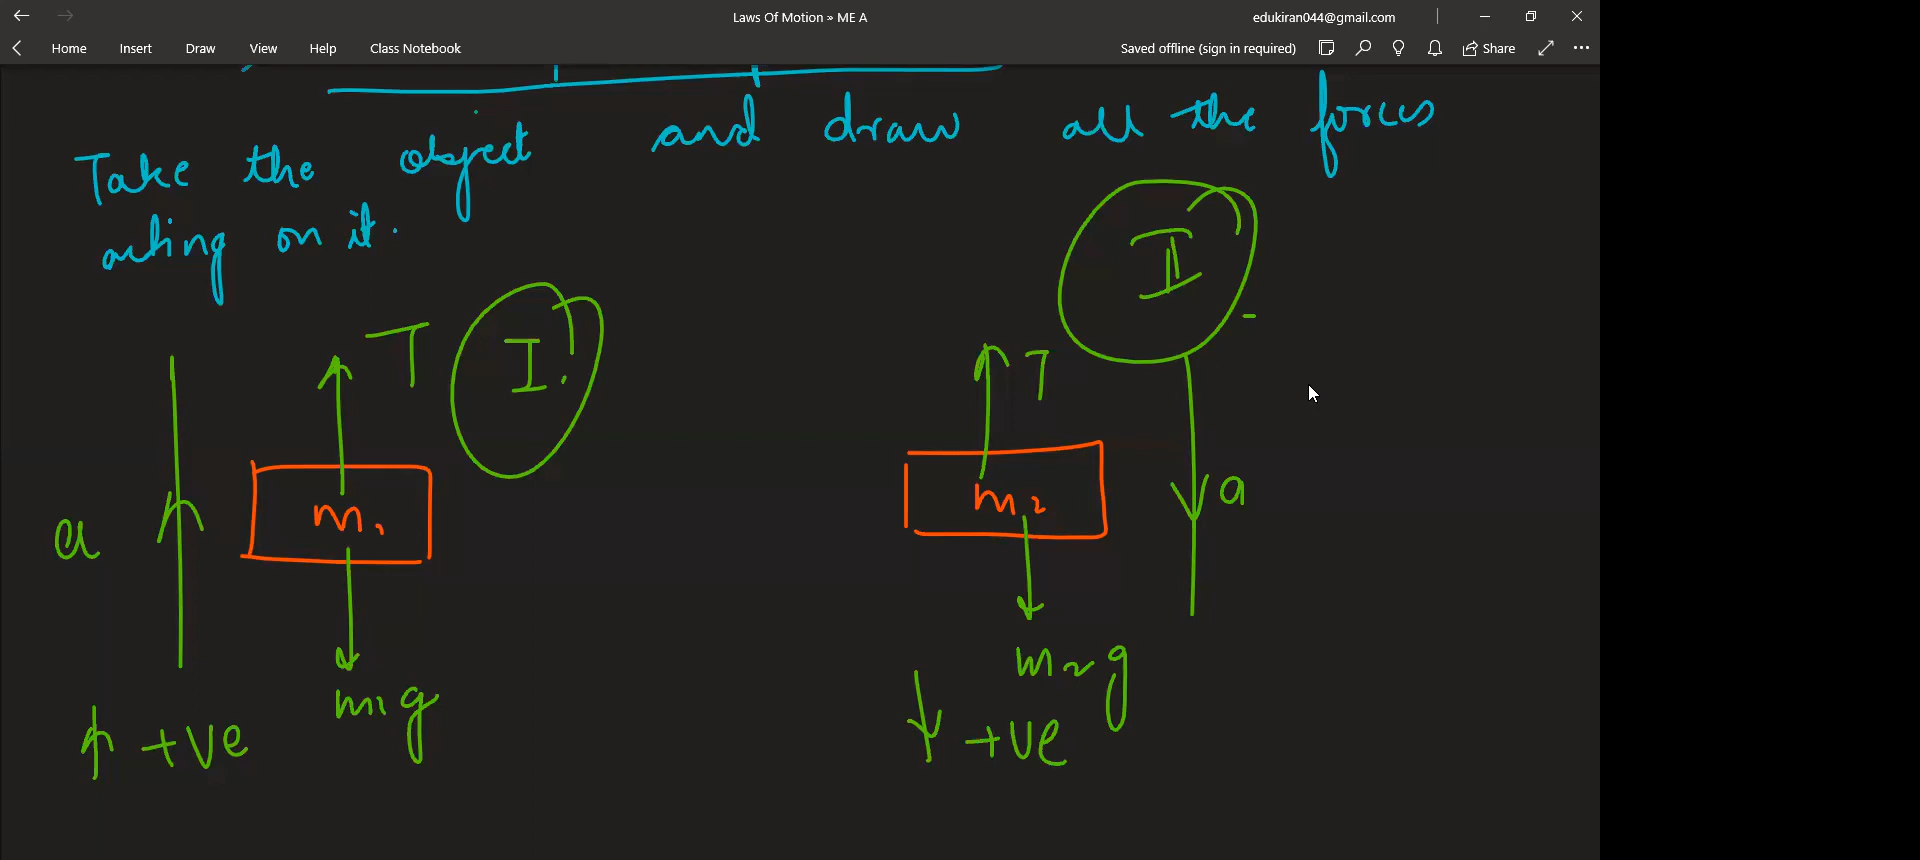 Laws Of Motion » ME A
edukiran044@gmail.com
Home Insert Draw View Help Class Notebook
Saved offline (sign in required) Share
Take the object and draw all the forces
acting on it.
T I. T II
a m1 m2 a
m1g m2g
+ve +ve